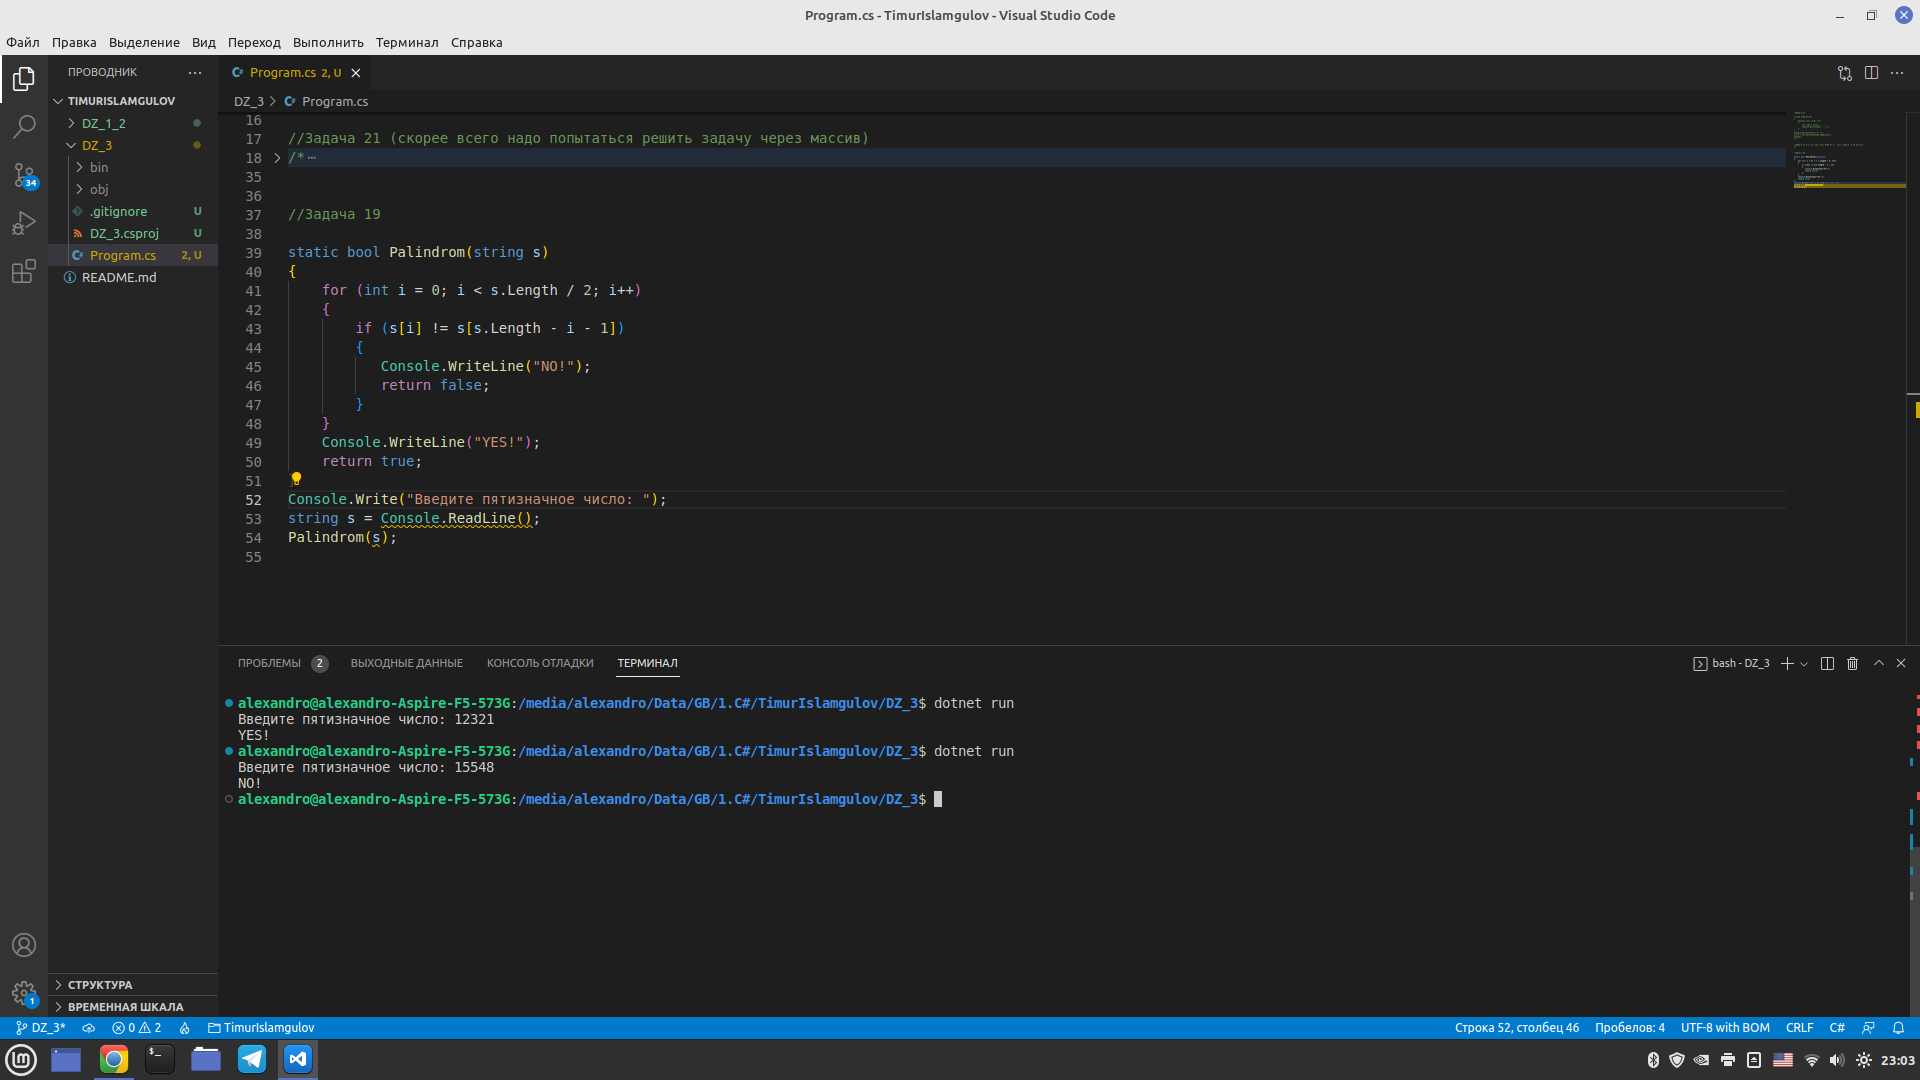 Program.cs - TimurIslamgulov - Visual Studio Code
Файл Правка Выделение Вид Переход Выполнить Терминал Справка
ПРОВОДНИК
TIMURISLAMGULOV
DZ_1_2
DZ_3
bin
obj
.gitignore U
DZ_3.csproj U
Program.cs 2, U
README.md
34
Program.cs 2, U
DZ_3 > Program.cs
16
17 //Задача 21 (скорее всего надо попытаться решить задачу через массив)
18 /*…
35
36
37 //Задача 19
38
39 static bool Palindrom(string s)
40 {
41 for (int i = 0; i < s.Length / 2; i++)
42 {
43 if (s[i] != s[s.Length - i - 1])
44 {
45 Console.WriteLine("NO!");
46 return false;
47 }
48 }
49 Console.WriteLine("YES!");
50 return true;
51
52 Console.Write("Введите пятизначное число: ");
53 string s = Console.ReadLine();
54 Palindrom(s);
55
ПРОБЛЕМЫ 2 ВЫХОДНЫЕ ДАННЫЕ КОНСОЛЬ ОТЛАДКИ ТЕРМИНАЛ
bash - DZ_3
alexandro@alexandro-Aspire-F5-573G:/media/alexandro/Data/GB/1.C#/TimurIslamgulov/DZ_3$ dotnet run
Введите пятизначное число: 12321
YES!
alexandro@alexandro-Aspire-F5-573G:/media/alexandro/Data/GB/1.C#/TimurIslamgulov/DZ_3$ dotnet run
Введите пятизначное число: 15548
NO!
alexandro@alexandro-Aspire-F5-573G:/media/alexandro/Data/GB/1.C#/TimurIslamgulov/DZ_3$
СТРУКТУРА
ВРЕМЕННАЯ ШКАЛА
1
DZ_3* 0 2 TimurIslamgulov
Строка 52, столбец 46 Пробелов: 4 UTF-8 with BOM CRLF C#
23:03